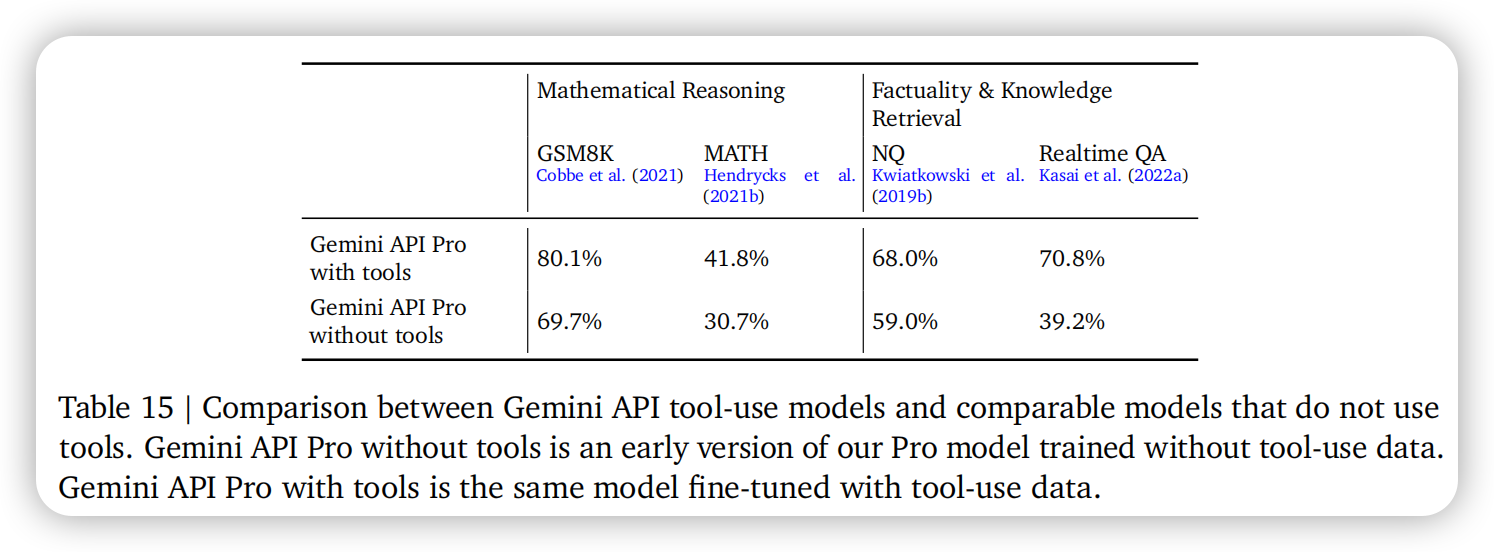 Mathematical Reasoning
Factuality & Knowledge
Retrieval
GSM8K MATH NQ Realtime QA
Cobbe et al. (2021) Hendrycks et al. Kwiatkowski et al. Kasai et al. (2022a)
(2021b) (2019b)
Gemini API Pro
with tools
80.1% 41.8% 68.0% 70.8%
Gemini API Pro
without tools
69.7% 30.7% 59.0% 39.2%
Table 15 | Comparison between Gemini API tool-use models and comparable models that do not use
tools. Gemini API Pro without tools is an early version of our Pro model trained without tool-use data.
Gemini API Pro with tools is the same model fine-tuned with tool-use data.